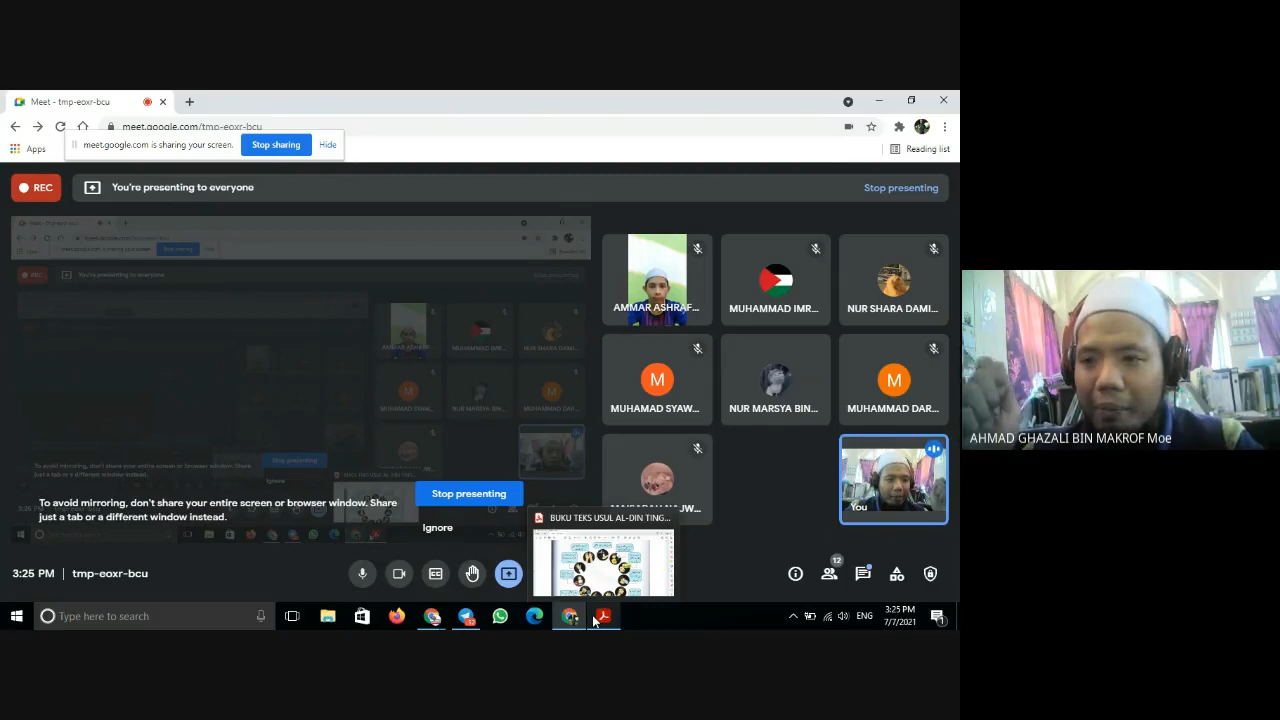 Meet - tmp-eoxr-bcu
meet.google.com/tmp-eoxr-bcu
Apps
meet.google.com is sharing your screen.
Stop sharing
Hide
Reading list
REC
You're presenting to everyone
Stop presenting
AMMAR ASHRAF...
MUHAMMAD IMR...
NUR SHARA DAMI...
M
MUHAMAD SYAW...
NUR MARSYA BIN...
M
MUHAMMAD DAR...
You
AHMAD GHAZALI BIN MAKROF Moe
To avoid mirroring, don't share your entire screen or browser window. Share
just a tab or a different window instead.
Stop presenting
Ignore
BUKU TEKS USUL AL-DIN TING...
3:25 PM | tmp-eoxr-bcu
12
Type here to search
ENG
3:25 PM
7/7/2021
1